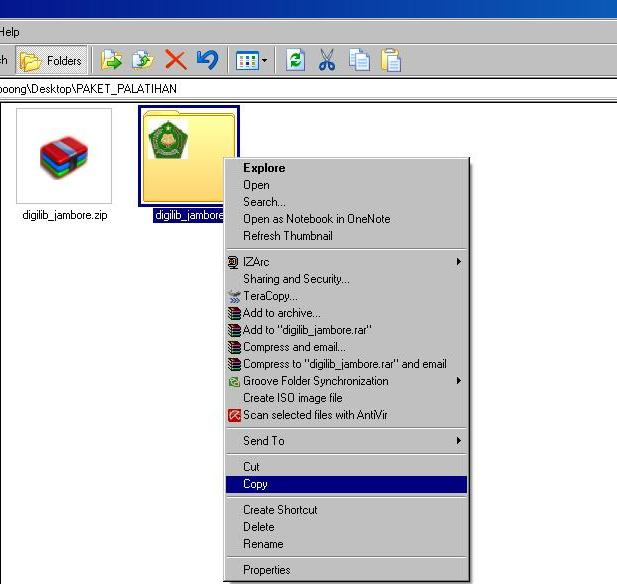 Help
Folders
oong\Desktop\PAKET_PALATIHAN
digilib_jambore.zip
digilib_jambore
Explore
Open
Search...
Open as Notebook in OneNote
Refresh Thumbnail
IZArc
Sharing and Security...
TeraCopy...
Add to archive...
Add to "digilib_jambore.rar"
Compress and email...
Compress to "digilib_jambore.rar" and email
Groove Folder Synchronization
Create ISO image file
Scan selected files with AntiVir
Send To
Cut
Copy
Create Shortcut
Delete
Rename
Properties